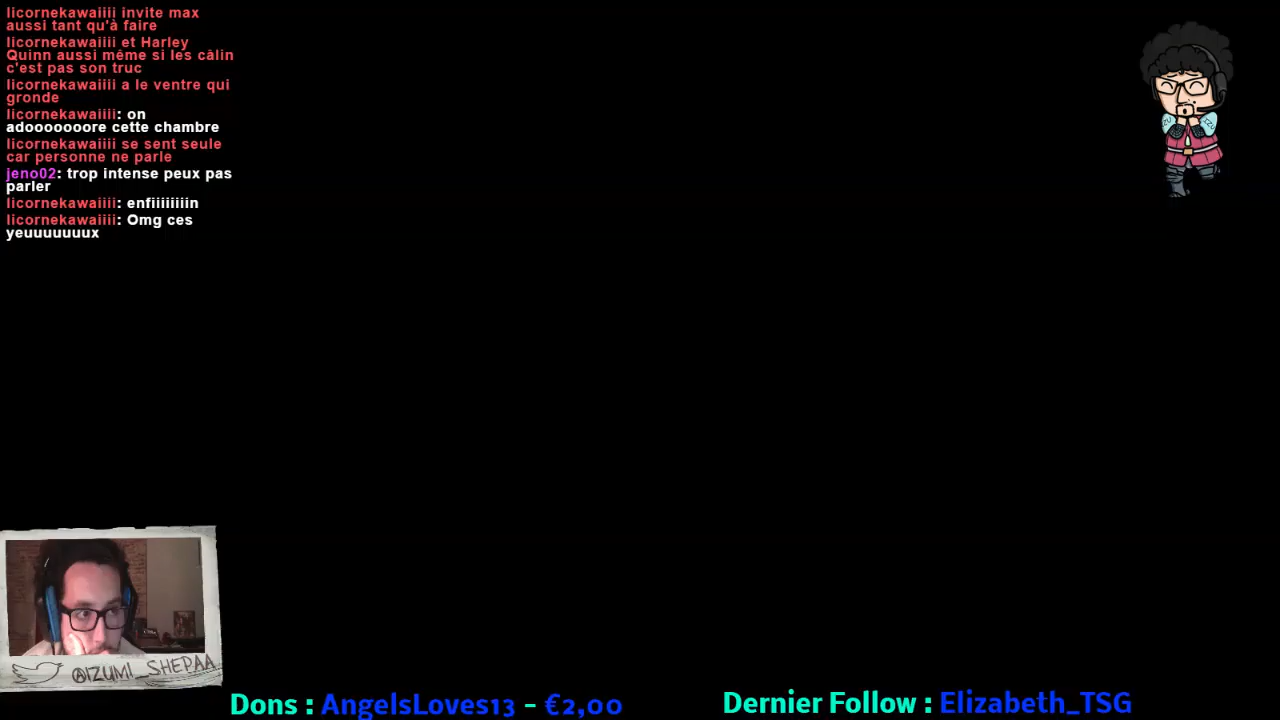 licornekawaiiii invite max
aussi tant qu'à faire
licornekawaiiii et Harley
Quinn aussi même si les câlin
c'est pas son truc
licornekawaiiii a le ventre qui
gronde
licornekawaiiii: on
adooooooore cette chambre
licornekawaiiii se sent seule
car personne ne parle
jeno02: trop intense peux pas
parler
licornekawaiiii: enfiiiiiiiin
licornekawaiiii: Omg ces
yeuuuuuuux
@IZUMI_SHEPAA
Dons : AngelsLoves13 - €2,00
Dernier Follow : Elizabeth_TSG